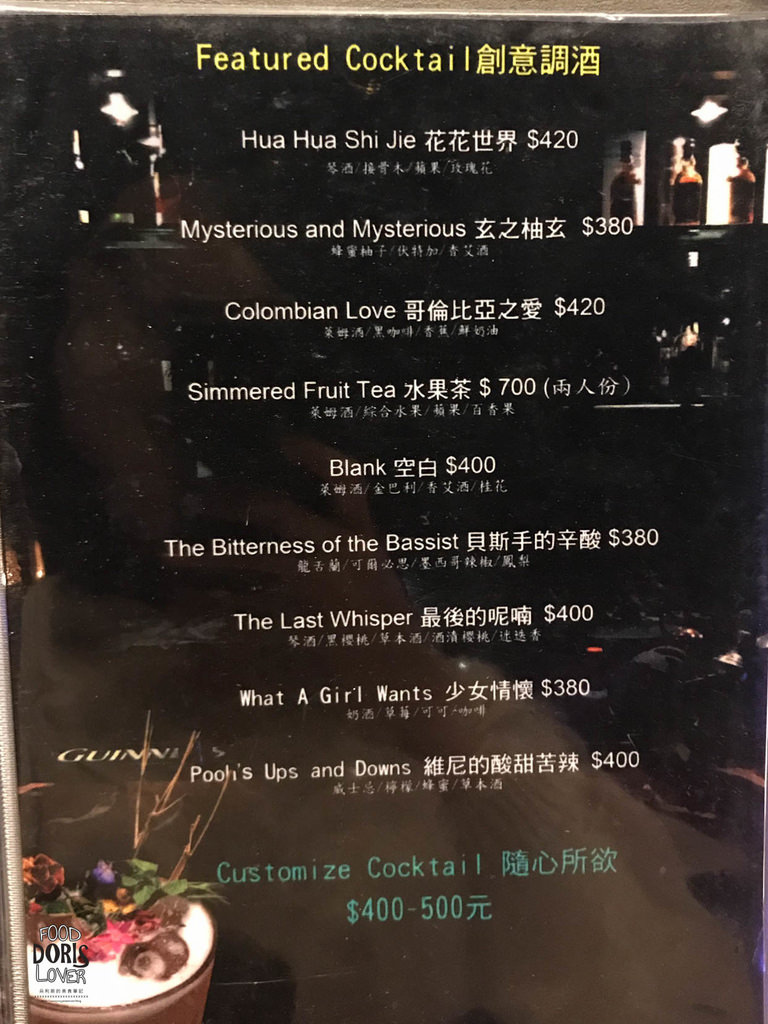 Featured Cocktail創意調酒
Hua Hua Shi Jie 花花世界 $420
琴酒/接骨木/蘋果/玫瑰花
Mysterious and Mysterious 玄之柚玄 $380
蜂蜜柚子/伏特加/香艾酒
Colombian Love 哥倫比亞之愛 $420
萊姆酒/黑咖啡/香蕉/鮮奶油
Simmered Fruit Tea 水果茶 $ 700 (兩人份)
萊姆酒/綜合水果/蘋果/百香果
Blank 空白 $400
萊姆酒/金巴利/香艾酒/桂花
The Bitterness of the Bassist 貝斯手的辛酸 $380
龍舌蘭/可爾必思/墨西哥辣椒/鳳梨
The Last Whisper 最後的呢喃 $400
琴酒/黑櫻桃/草本酒/酒漬櫻桃/迷迭香
What A Girl Wants 少女情懷 $380
奶酒/草莓/可可/咖啡
GUINNESS
Pooh's Ups and Downs 維尼的酸甜苦辣 $400
威士忌/檸檬/蜂蜜/草本酒
Customize Cocktail 隨心所欲
$400-500元
FOOD
DORIS
LOVER